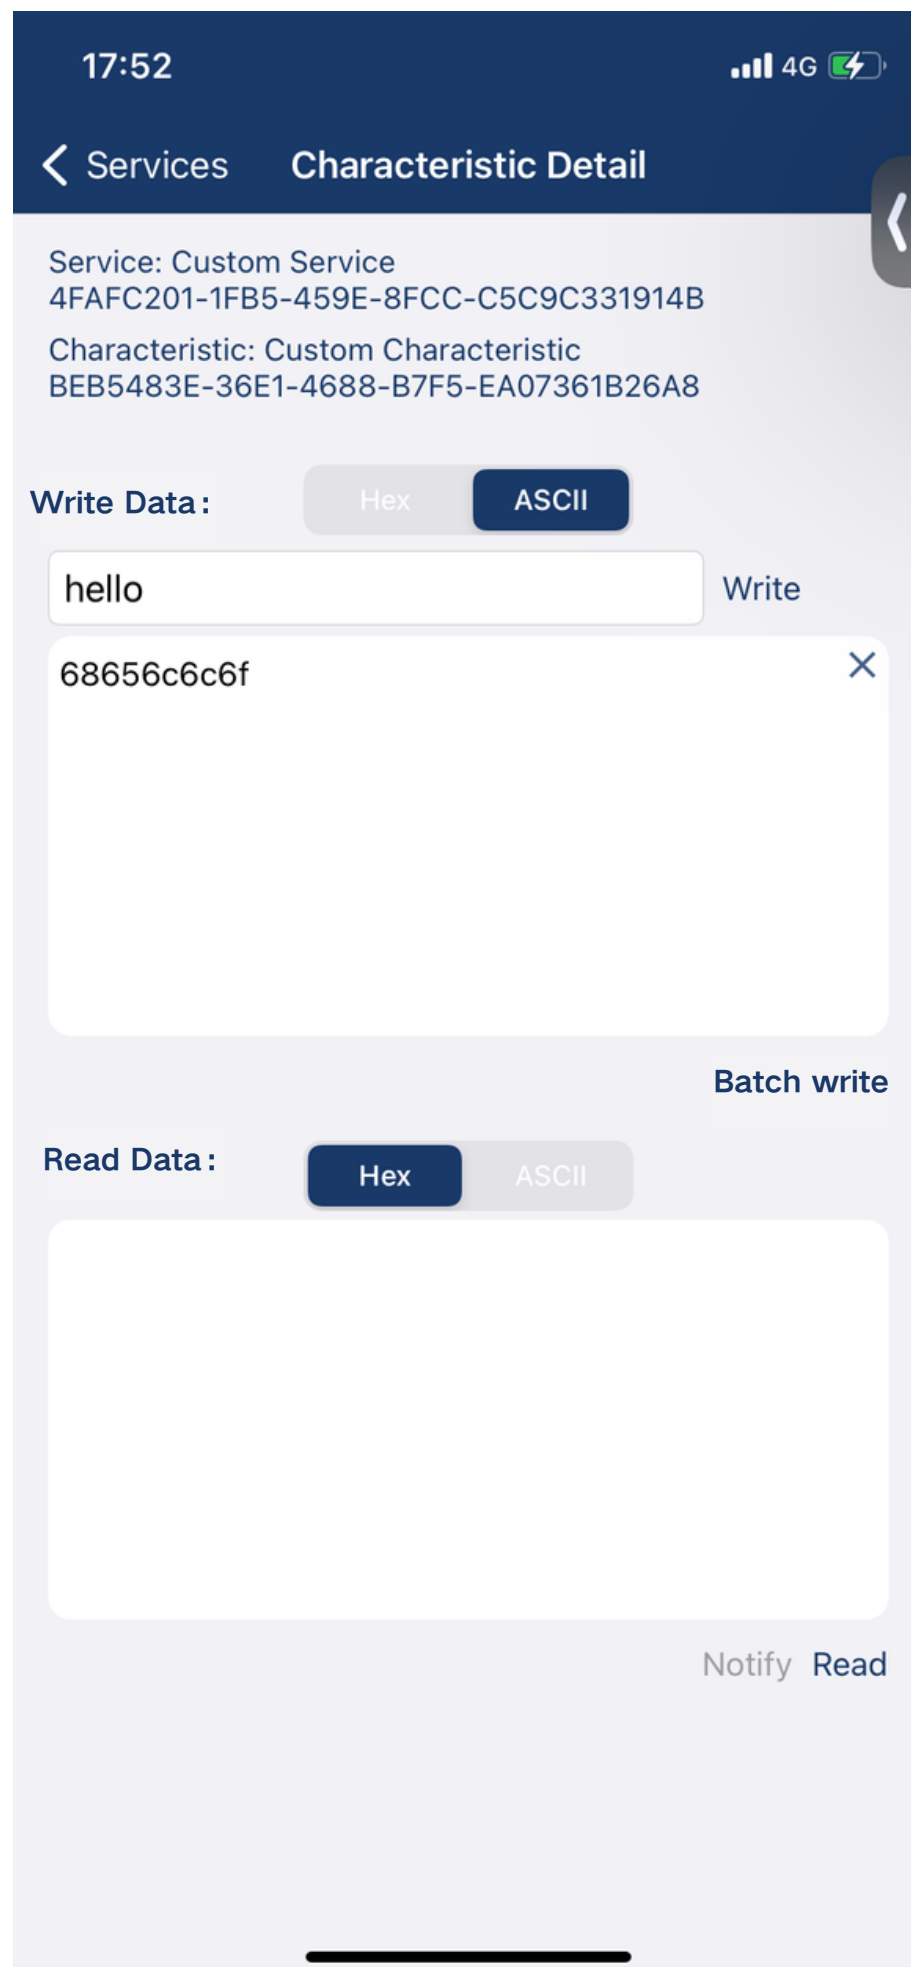 17:52 4G
Services Characteristic Detail
Service: Custom Service
4FAFC201-1FB5-459E-8FCC-C5C9C331914B
Characteristic: Custom Characteristic
BEB5483E-36E1-4688-B7F5-EA07361B26A8
Write Data: Hex ASCII
hello Write
68656c6c6f
Batch write
Read Data: Hex ASCII
Notify Read